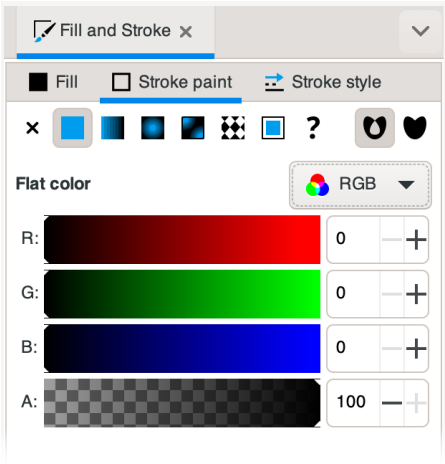 Fill and Stroke
Fill Stroke paint Stroke style
?
Flat color RGB
R: 0
G: 0
B: 0
A: 100